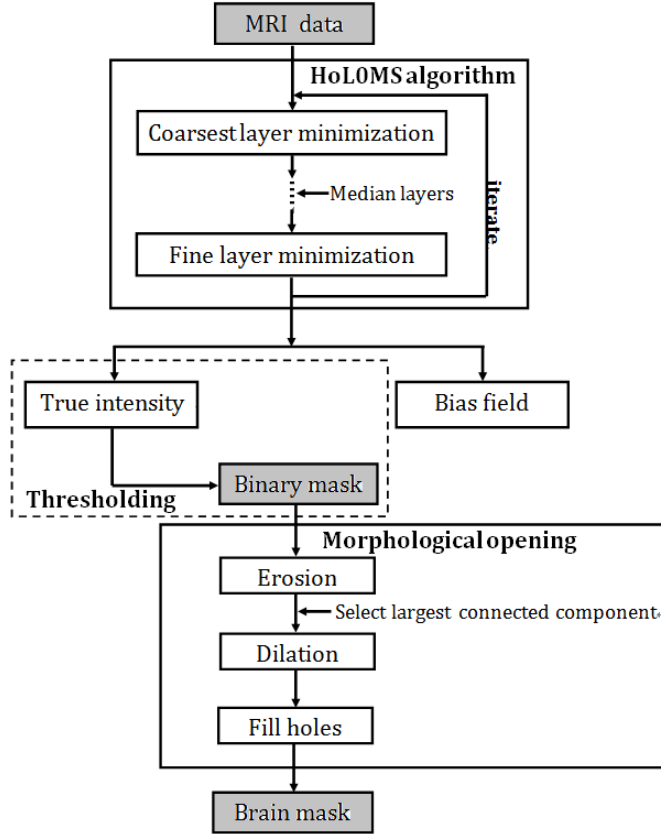 MRI data
HoL0MS algorithm
Coarsest layer minimization
Median layers
iterate
Fine layer minimization
True intensity
Bias field
Binary mask
Thresholding
Morphological opening
Erosion
Select largest connected component
Dilation
Fill holes
Brain mask